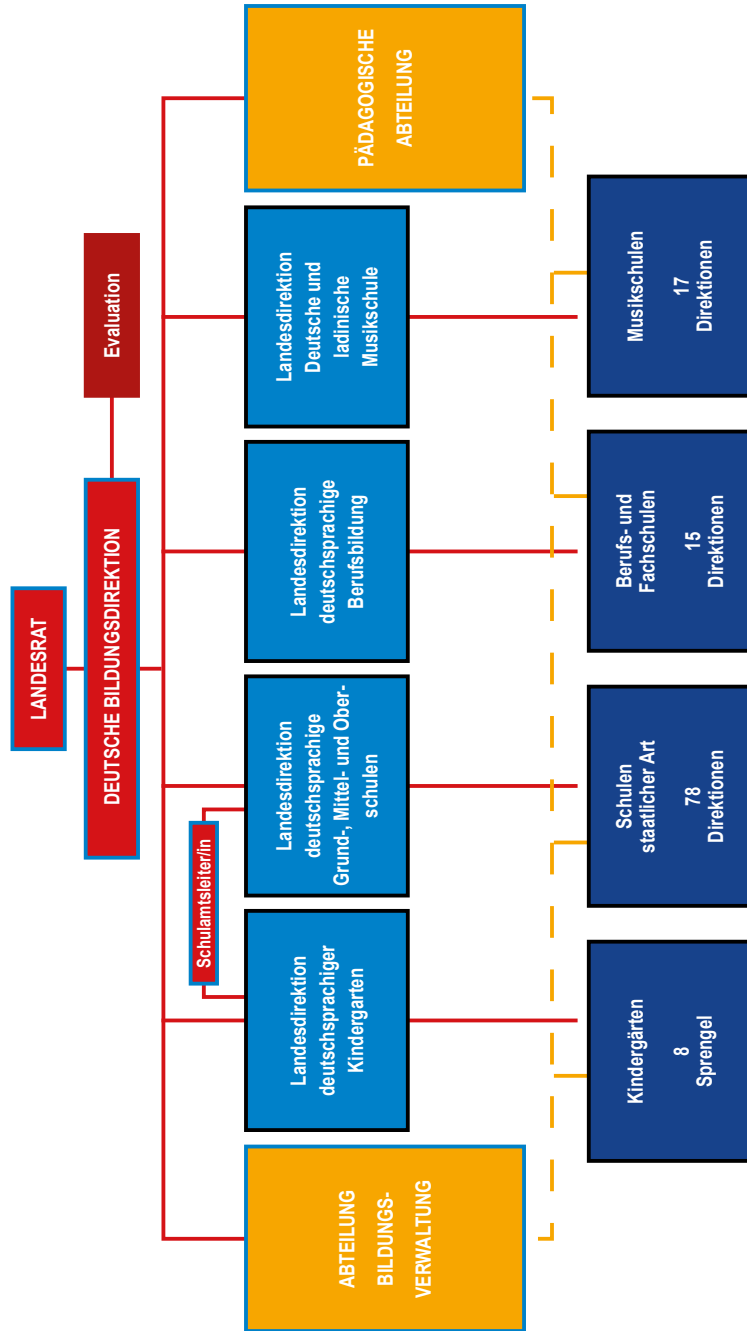 LANDESRAT
DEUTSCHE BILDUNGSDIREKTION
Evaluation
Schulamtsleiter/in
ABTEILUNG
BILDUNGS-
VERWALTUNG
Landesdirektion
deutschsprachiger
Kindergarten
Landesdirektion
deutschsprachige
Grund-, Mittel- und Ober-
schulen
Landesdirektion
deutschsprachige
Berufsbildung
Landesdirektion
Deutsche und
ladinische
Musikschule
PÄDAGOGISCHE
ABTEILUNG
Kindergärten
8
Sprengel
Schulen
staatlicher Art
78
Direktionen
Berufs- und
Fachschulen
15
Direktionen
Musikschulen
17
Direktionen